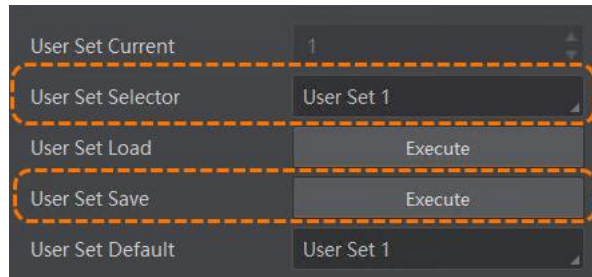 User Set Current 1
User Set Selector User Set 1
User Set Load Execute
User Set Save Execute
User Set Default User Set 1